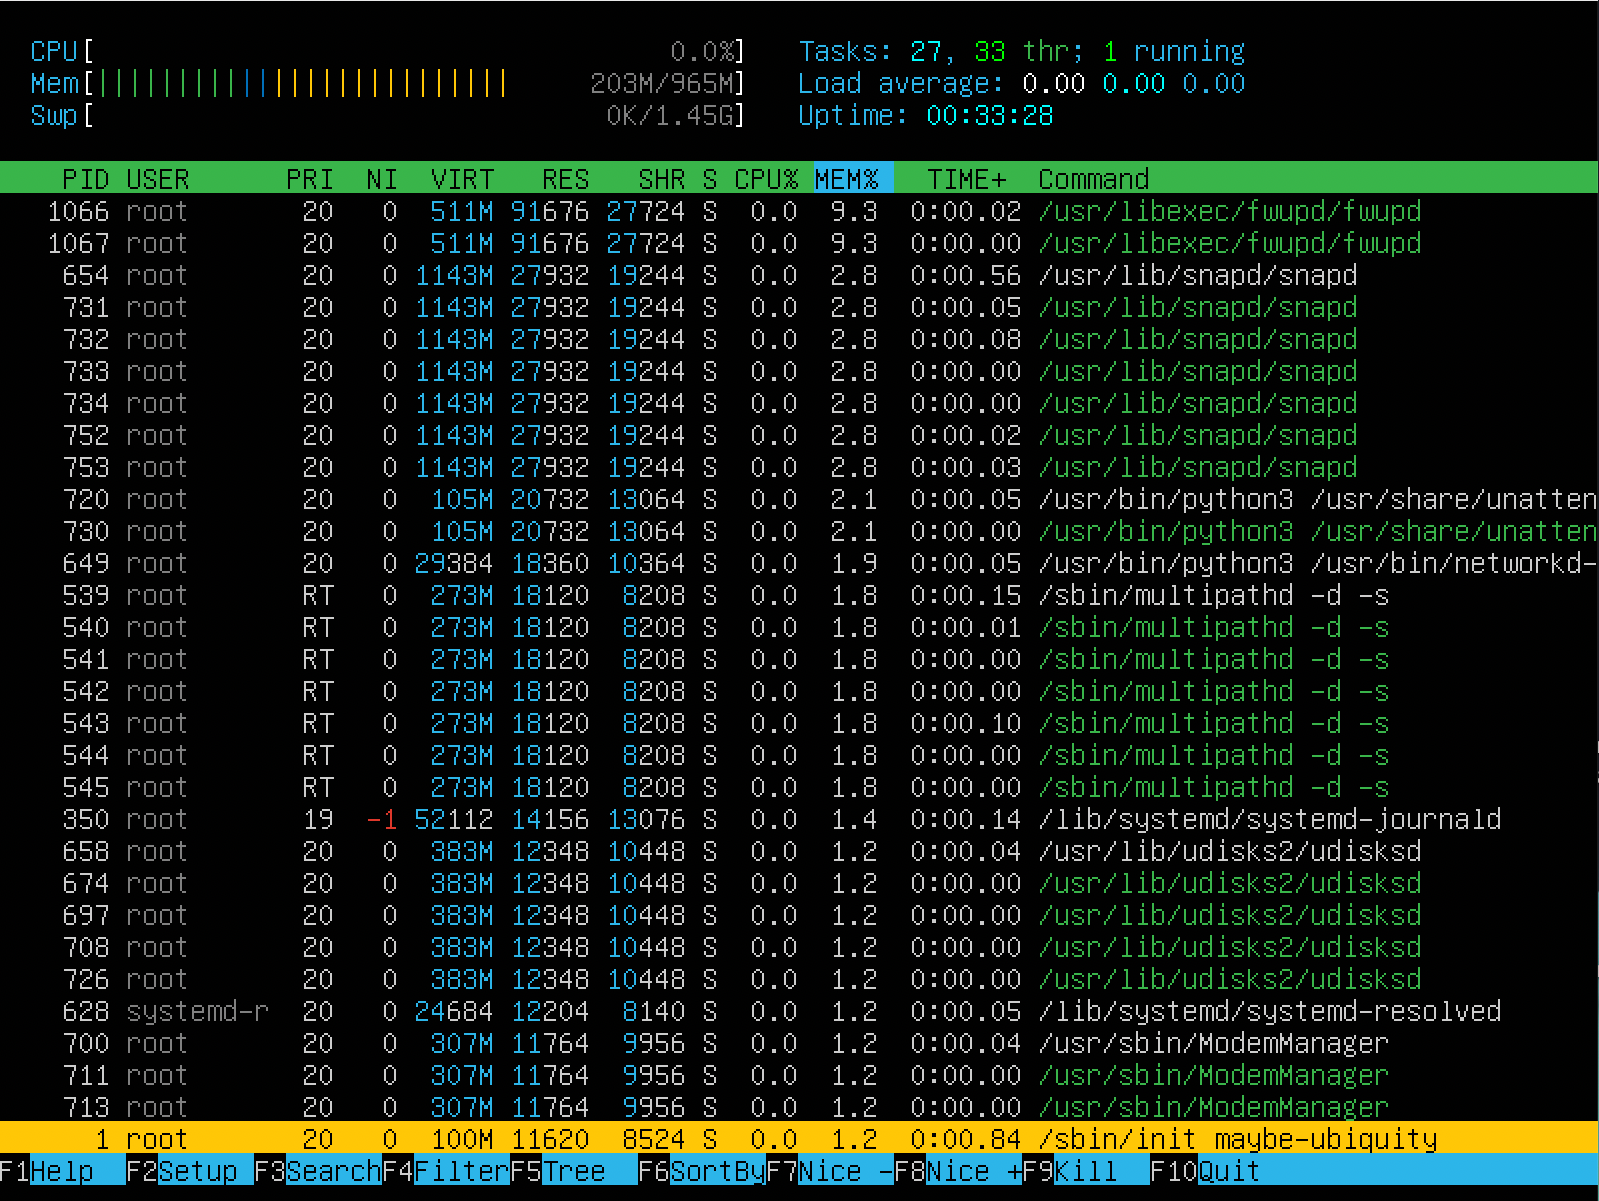 CPU[ 0.0%] Tasks: 27, 33 thr; 1 running
Mem[|||||||||||||||||||||||||| 203M/965M] Load average: 0.00 0.00 0.00
Swp[ 0K/1.45G] Uptime: 00:33:28
PID USER PRI NI VIRT RES SHR S CPU% MEM% TIME+ Command
1066 root 20 0 511M 91676 27724 S 0.0 9.3 0:00.02 /usr/libexec/fwupd/fwupd
1067 root 20 0 511M 91676 27724 S 0.0 9.3 0:00.00 /usr/libexec/fwupd/fwupd
654 root 20 0 1143M 27932 19244 S 0.0 2.8 0:00.56 /usr/lib/snapd/snapd
731 root 20 0 1143M 27932 19244 S 0.0 2.8 0:00.05 /usr/lib/snapd/snapd
732 root 20 0 1143M 27932 19244 S 0.0 2.8 0:00.08 /usr/lib/snapd/snapd
733 root 20 0 1143M 27932 19244 S 0.0 2.8 0:00.00 /usr/lib/snapd/snapd
734 root 20 0 1143M 27932 19244 S 0.0 2.8 0:00.00 /usr/lib/snapd/snapd
752 root 20 0 1143M 27932 19244 S 0.0 2.8 0:00.02 /usr/lib/snapd/snapd
753 root 20 0 1143M 27932 19244 S 0.0 2.8 0:00.03 /usr/lib/snapd/snapd
720 root 20 0 105M 20732 13064 S 0.0 2.1 0:00.05 /usr/bin/python3 /usr/share/unatten
730 root 20 0 105M 20732 13064 S 0.0 2.1 0:00.00 /usr/bin/python3 /usr/share/unatten
649 root 20 0 29384 18360 10364 S 0.0 1.9 0:00.05 /usr/bin/python3 /usr/bin/networkd-
539 root RT 0 273M 18120 8208 S 0.0 1.8 0:00.15 /sbin/multipathd -d -s
540 root RT 0 273M 18120 8208 S 0.0 1.8 0:00.01 /sbin/multipathd -d -s
541 root RT 0 273M 18120 8208 S 0.0 1.8 0:00.00 /sbin/multipathd -d -s
542 root RT 0 273M 18120 8208 S 0.0 1.8 0:00.00 /sbin/multipathd -d -s
543 root RT 0 273M 18120 8208 S 0.0 1.8 0:00.10 /sbin/multipathd -d -s
544 root RT 0 273M 18120 8208 S 0.0 1.8 0:00.00 /sbin/multipathd -d -s
545 root RT 0 273M 18120 8208 S 0.0 1.8 0:00.00 /sbin/multipathd -d -s
350 root 19 -1 52112 14156 13076 S 0.0 1.4 0:00.14 /lib/systemd/systemd-journald
658 root 20 0 383M 12348 10448 S 0.0 1.2 0:00.04 /usr/lib/udisks2/udisksd
674 root 20 0 383M 12348 10448 S 0.0 1.2 0:00.00 /usr/lib/udisks2/udisksd
697 root 20 0 383M 12348 10448 S 0.0 1.2 0:00.00 /usr/lib/udisks2/udisksd
708 root 20 0 383M 12348 10448 S 0.0 1.2 0:00.00 /usr/lib/udisks2/udisksd
726 root 20 0 383M 12348 10448 S 0.0 1.2 0:00.00 /usr/lib/udisks2/udisksd
628 systemd-r 20 0 24684 12204 8140 S 0.0 1.2 0:00.05 /lib/systemd/systemd-resolved
700 root 20 0 307M 11764 9956 S 0.0 1.2 0:00.04 /usr/sbin/ModemManager
711 root 20 0 307M 11764 9956 S 0.0 1.2 0:00.00 /usr/sbin/ModemManager
713 root 20 0 307M 11764 9956 S 0.0 1.2 0:00.00 /usr/sbin/ModemManager
1 root 20 0 100M 11620 8524 S 0.0 1.2 0:00.84 /sbin/init maybe-ubiquity
F1Help F2Setup F3SearchF4FilterF5Tree F6SortByF7Nice -F8Nice +F9Kill F10Quit